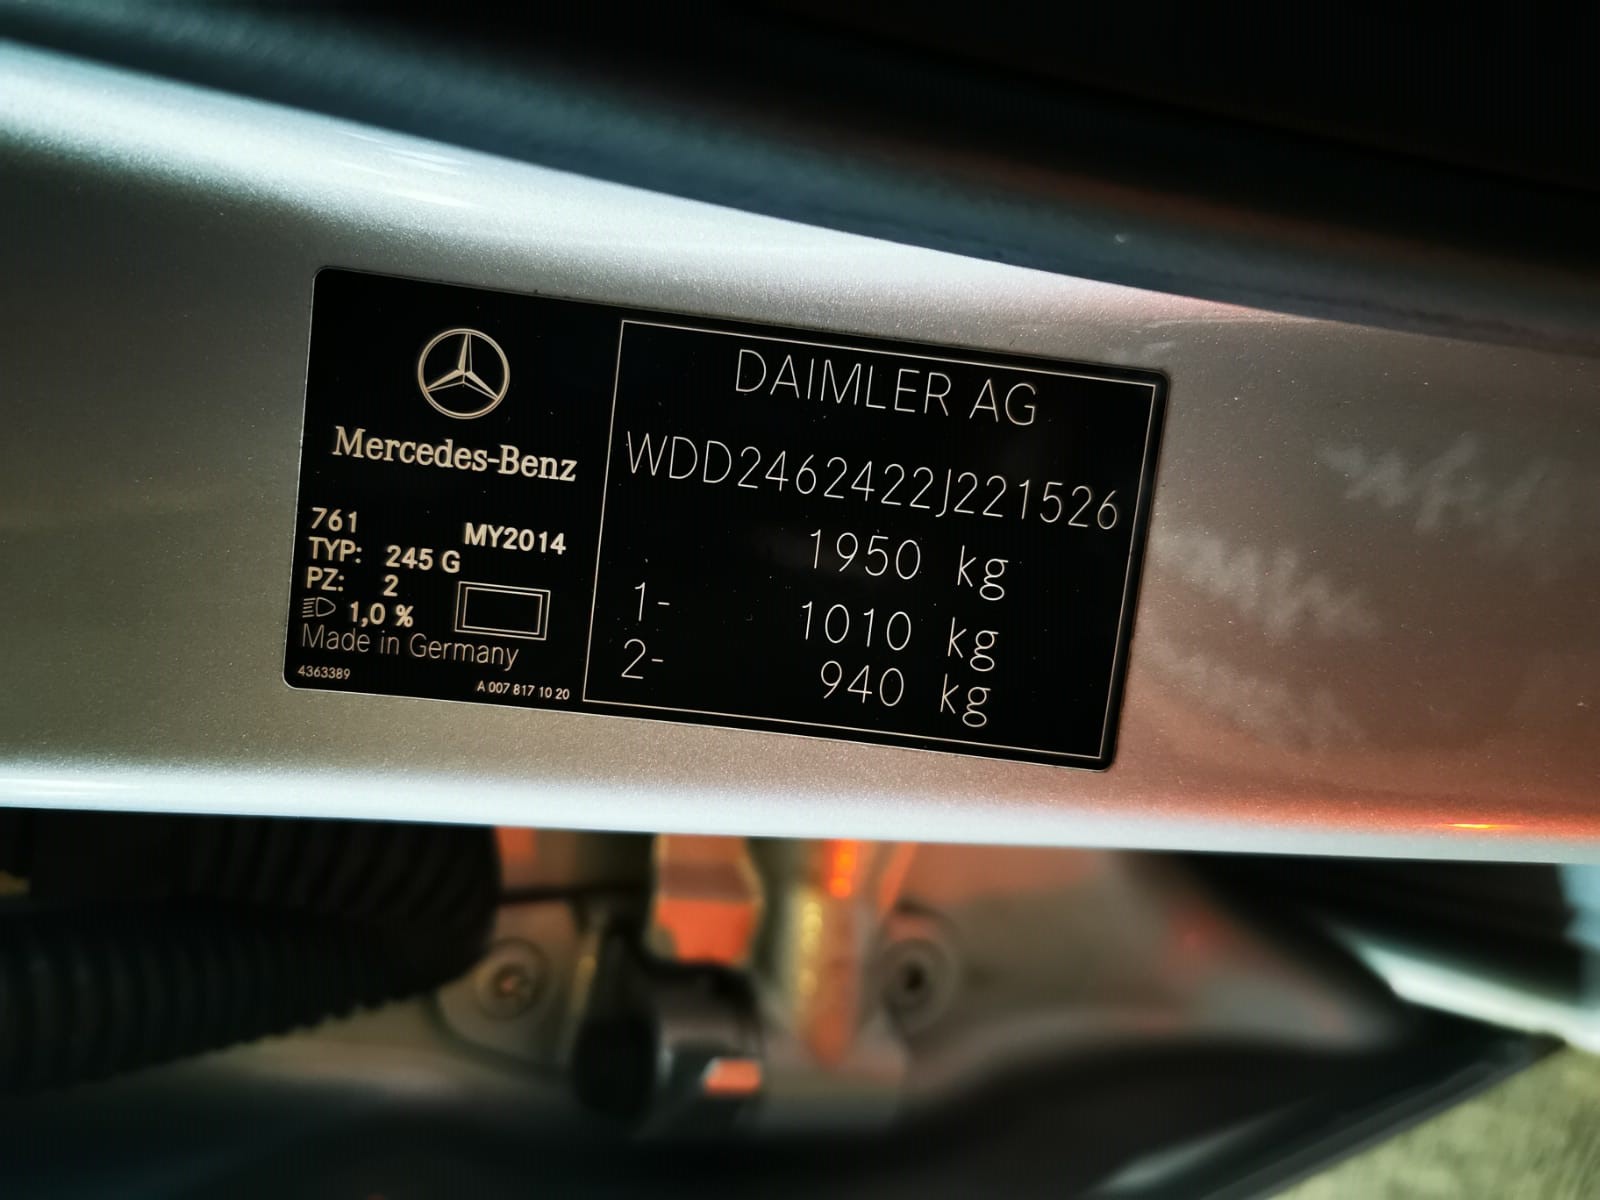 Mercedes-Benz
761
MY2014
TYP: 245 G
PZ: 2
1,0 %
Made in Germany
4363389
A 007 817 10 20
DAIMLER AG
WDD2462422J221526
1950 kg
1- 1010 kg
2- 940 kg